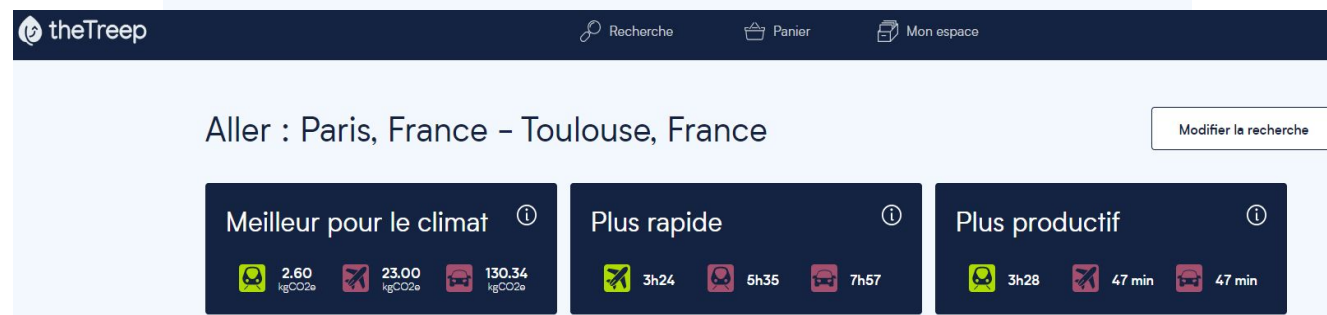 theTreep
Recherche
Panier
Mon espace
Aller : Paris, France – Toulouse, France
Modifier la recherche
Meilleur pour le climat
2.60
kgCO2e
23.00
kgCO2e
130.34
kgCO2e
Plus rapide
3h24
5h35
7h57
Plus productif
3h28
47 min
47 min